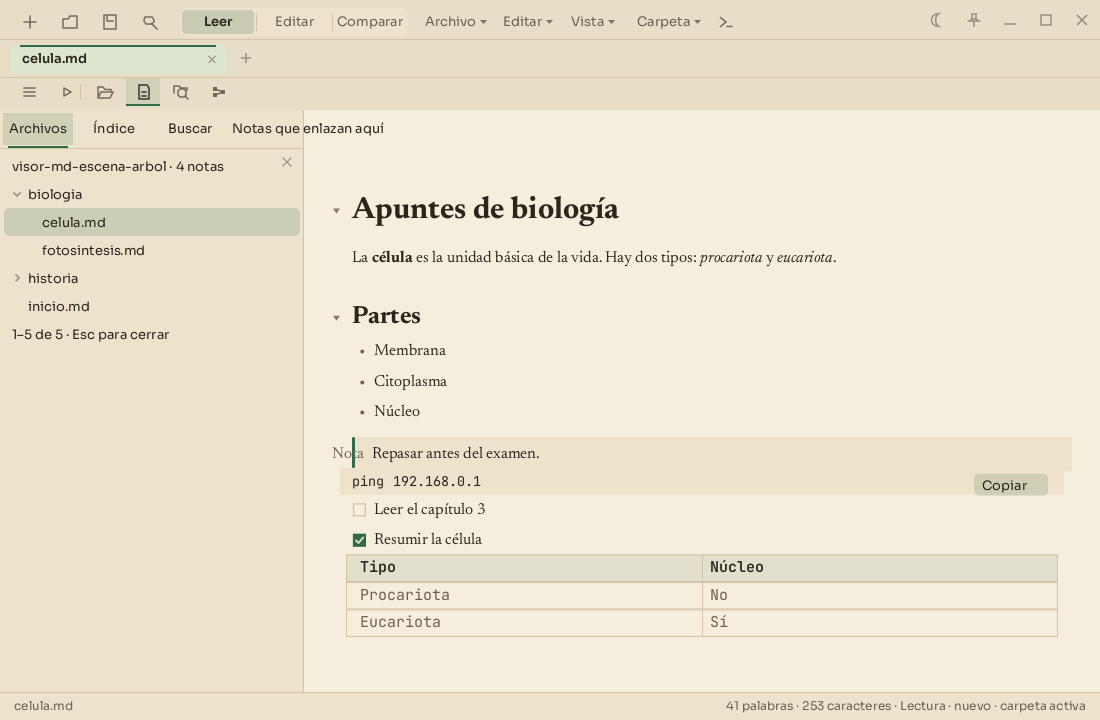 Leer Editar Comparar Archivo Editar Vista Carpeta
celula.md
Archivos Índice Buscar Notas que enlazan aquí
visor-md-escena-arbol · 4 notas
biologia
celula.md
fotosintesis.md
historia
inicio.md
1–5 de 5 · Esc para cerrar
Apuntes de biología
La célula es la unidad básica de la vida. Hay dos tipos: procariota y eucariota.
Partes
• Membrana
• Citoplasma
• Núcleo
Nota Repasar antes del examen.
ping 192.168.0.1 Copiar
Leer el capítulo 3
Resumir la célula
Tipo Núcleo
Procariota No
Eucariota Sí
celula.md 41 palabras · 253 caracteres · Lectura · nuevo · carpeta activa